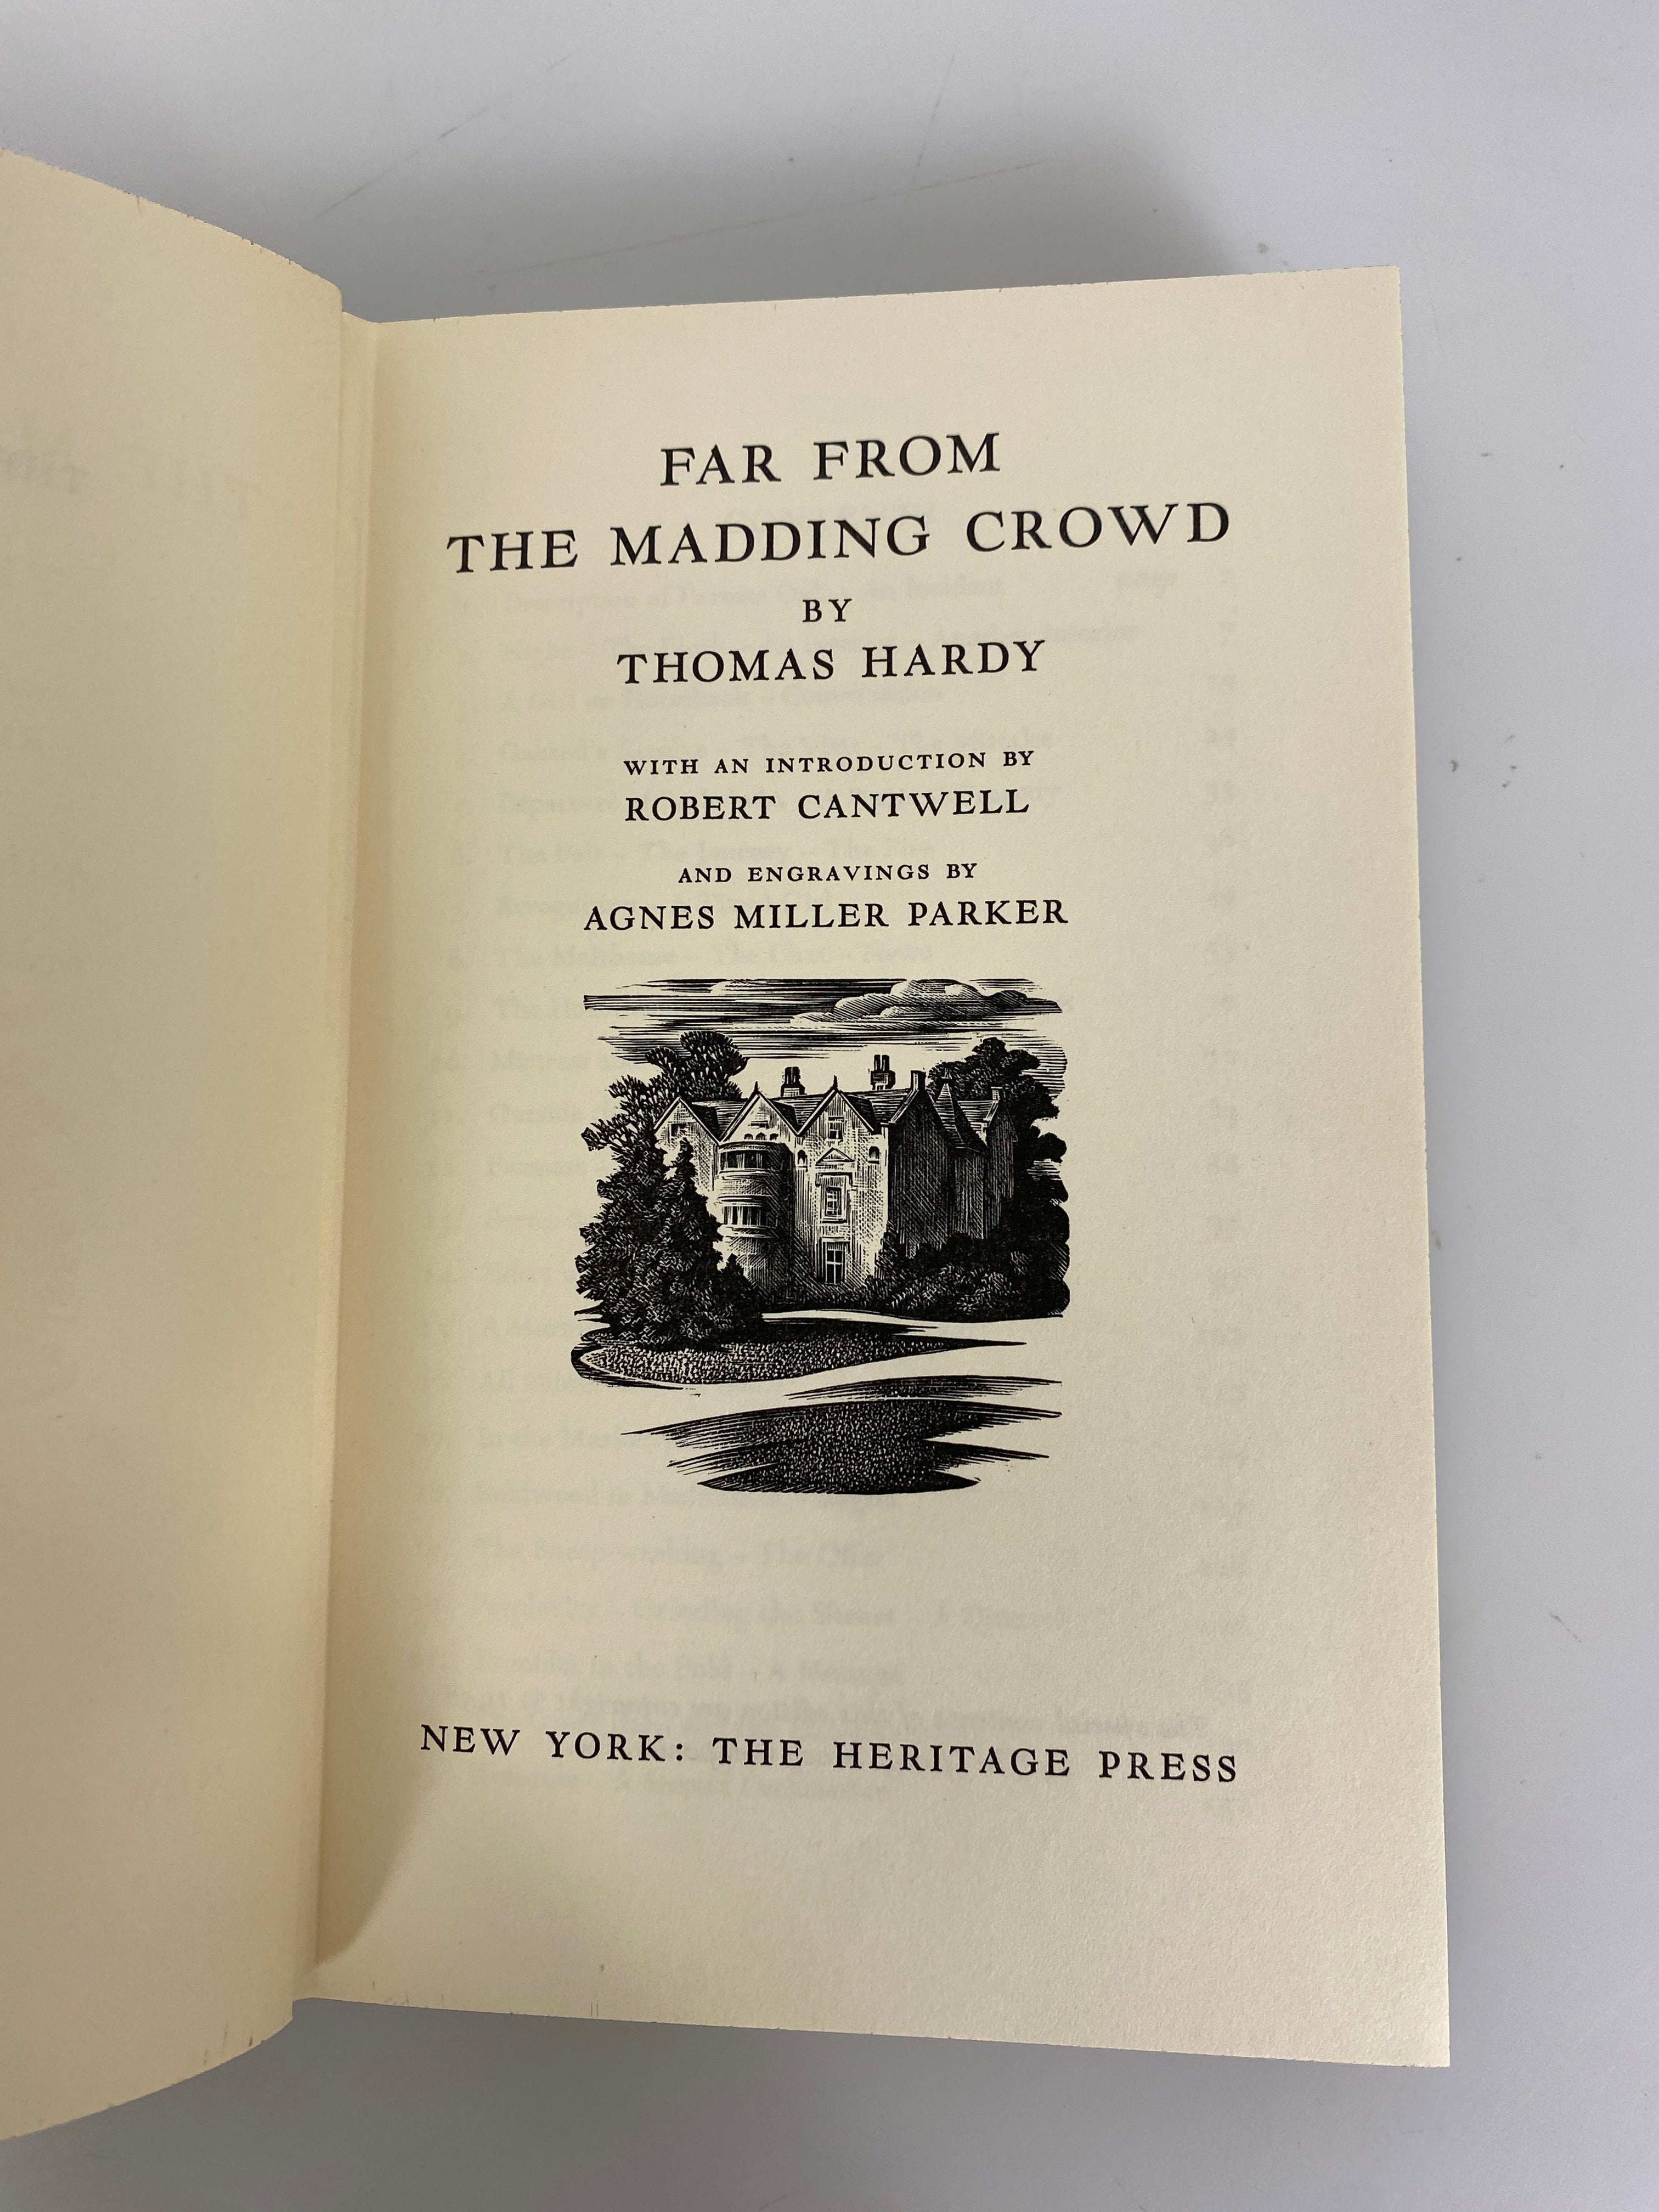 FAR FROM
THE MADDING CROWD
BY
THOMAS HARDY
WITH AN INTRODUCTION BY
ROBERT CANTWELL
AND ENGRAVINGS BY
AGNES MILLER PARKER
NEW YORK: THE HERITAGE PRESS